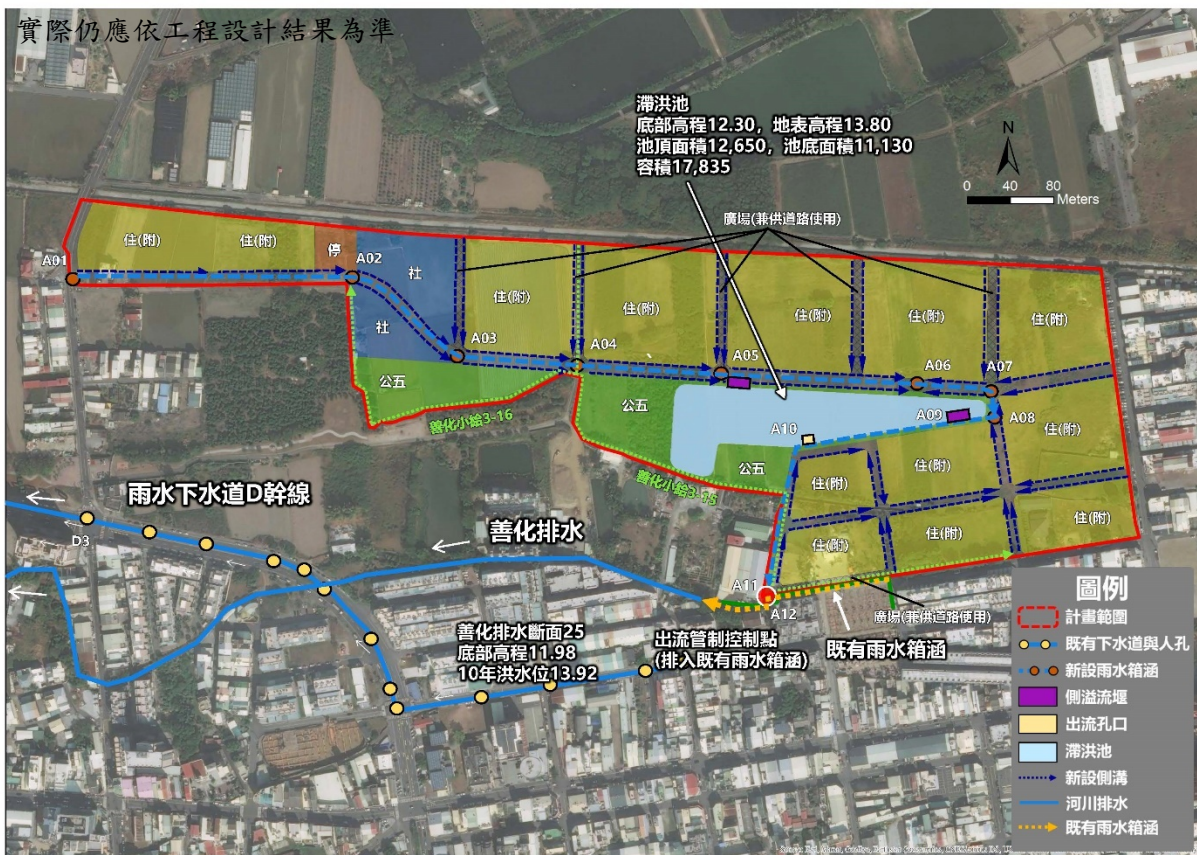 實際仍應依工程設計結果為準
滯洪池
底部高程12.30，地表高程13.80
池頂面積12,650，池底面積11,130
容積17,835
N
0 40 80
Meters
廣場(兼供道路使用)
住(附)
住(附)
停
A01
A02
社
社
住(附)
住(附)
住(附)
住(附)
住(附)
A03
A04
A05
A06
A07
公五
善化小給3-16
公五
A09
A08
住(附)
A10
公五
善化小給3-15
住(附)
住(附)
住(附)
住(附)
住(附)
雨水下水道D幹線
D3
善化排水
A11
A12
廣場(兼供道路使用)
善化排水斷面25
底部高程11.98
10年洪水位13.92
出流管制控制點
(排入既有雨水箱涵)
既有雨水箱涵
圖例
計畫範圍
既有下水道與人孔
新設雨水箱涵
側溢流堰
出流孔口
滯洪池
新設側溝
河川排水
既有雨水箱涵